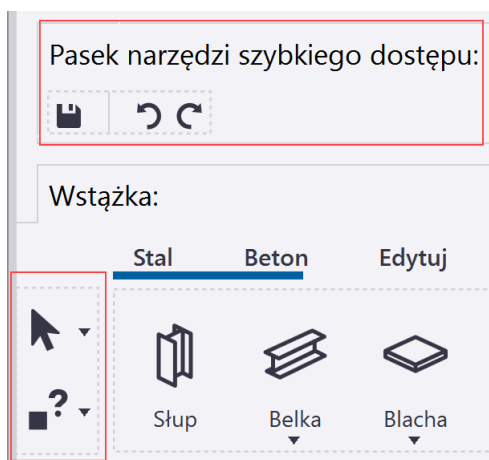 Pasek narzędzi szybkiego dostępu:
Wstążka:
Stal Beton Edytuj
?
Słup Belka Blacha